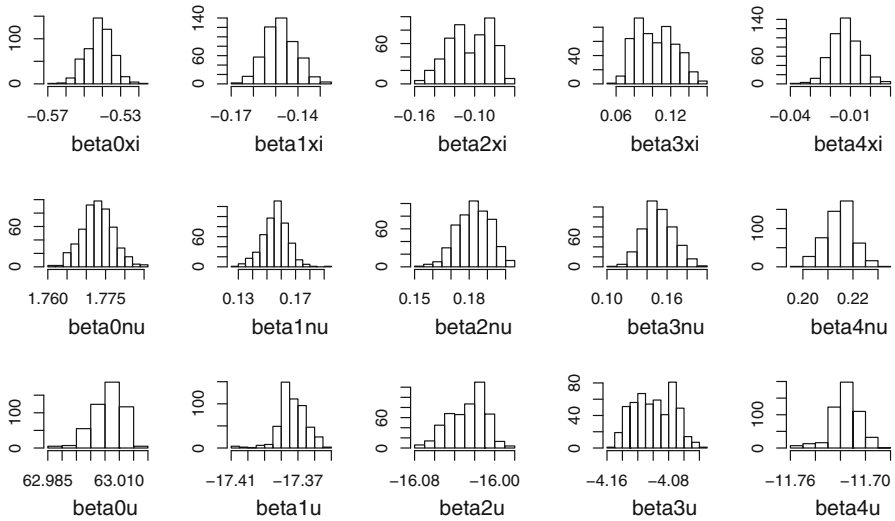 0 50 150
−0.57 −0.53
beta0xi
0 60 140
−0.17 −0.14
beta1xi
0 60
−0.16 −0.10
beta2xi
0 40 80
0.06 0.12
beta3xi
0 60 140
−0.04 −0.01
beta4xi
0 60
1.760 1.775
beta0nu
0 60
0.13 0.17
beta1nu
0 60
0.15 0.18
beta2nu
0 60
0.10 0.16
beta3nu
0 100
0.20 0.22
beta4nu
0 100
62.985 63.010
beta0u
0 100
−17.41 −17.37
beta1u
0 60
−16.08 −16.00
beta2u
0 40 80
−4.16 −4.08
beta3u
0 100
−11.76 −11.70
beta4u